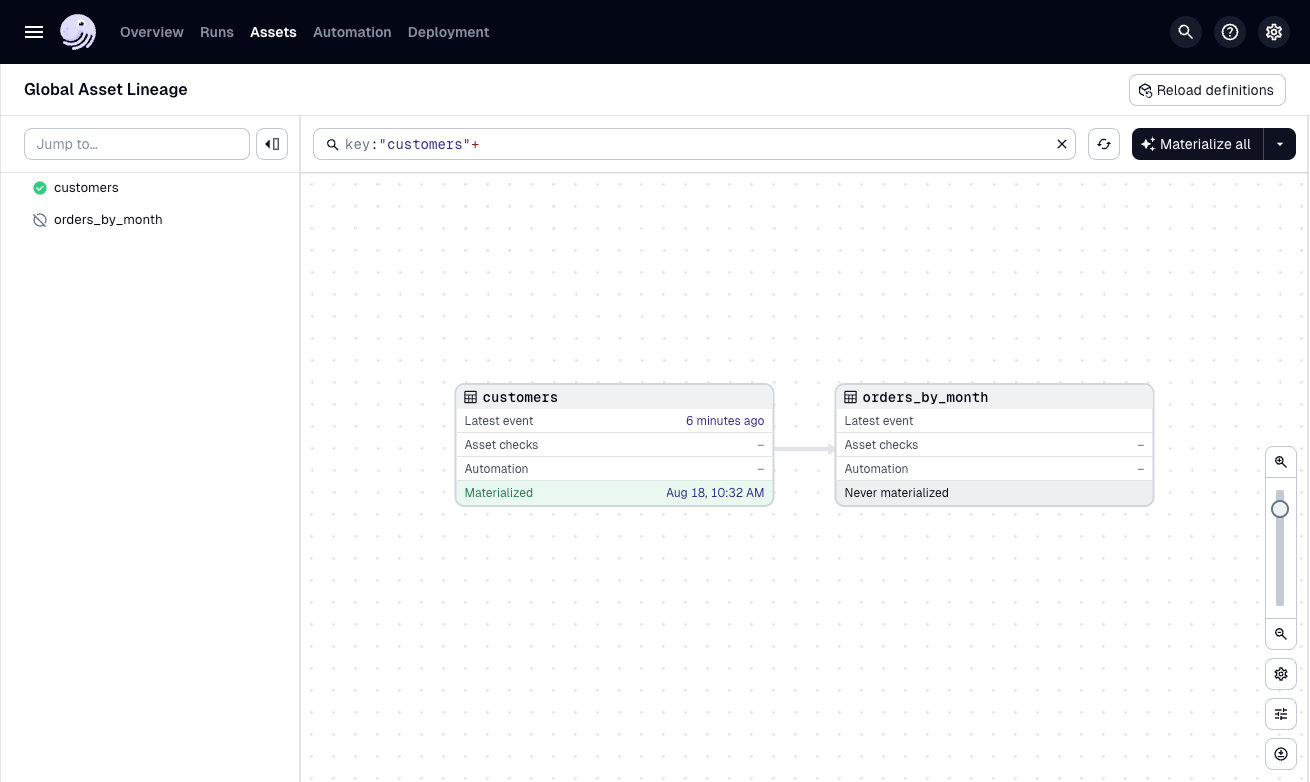 Overview Runs Assets Automation Deployment
Global Asset Lineage
Reload definitions
Jump to…
key:"customers"+
Materialize all
customers
orders_by_month
customers
Latest event 6 minutes ago
Asset checks –
Automation –
Materialized Aug 18, 10:32 AM
orders_by_month
Latest event
Asset checks –
Automation –
Never materialized